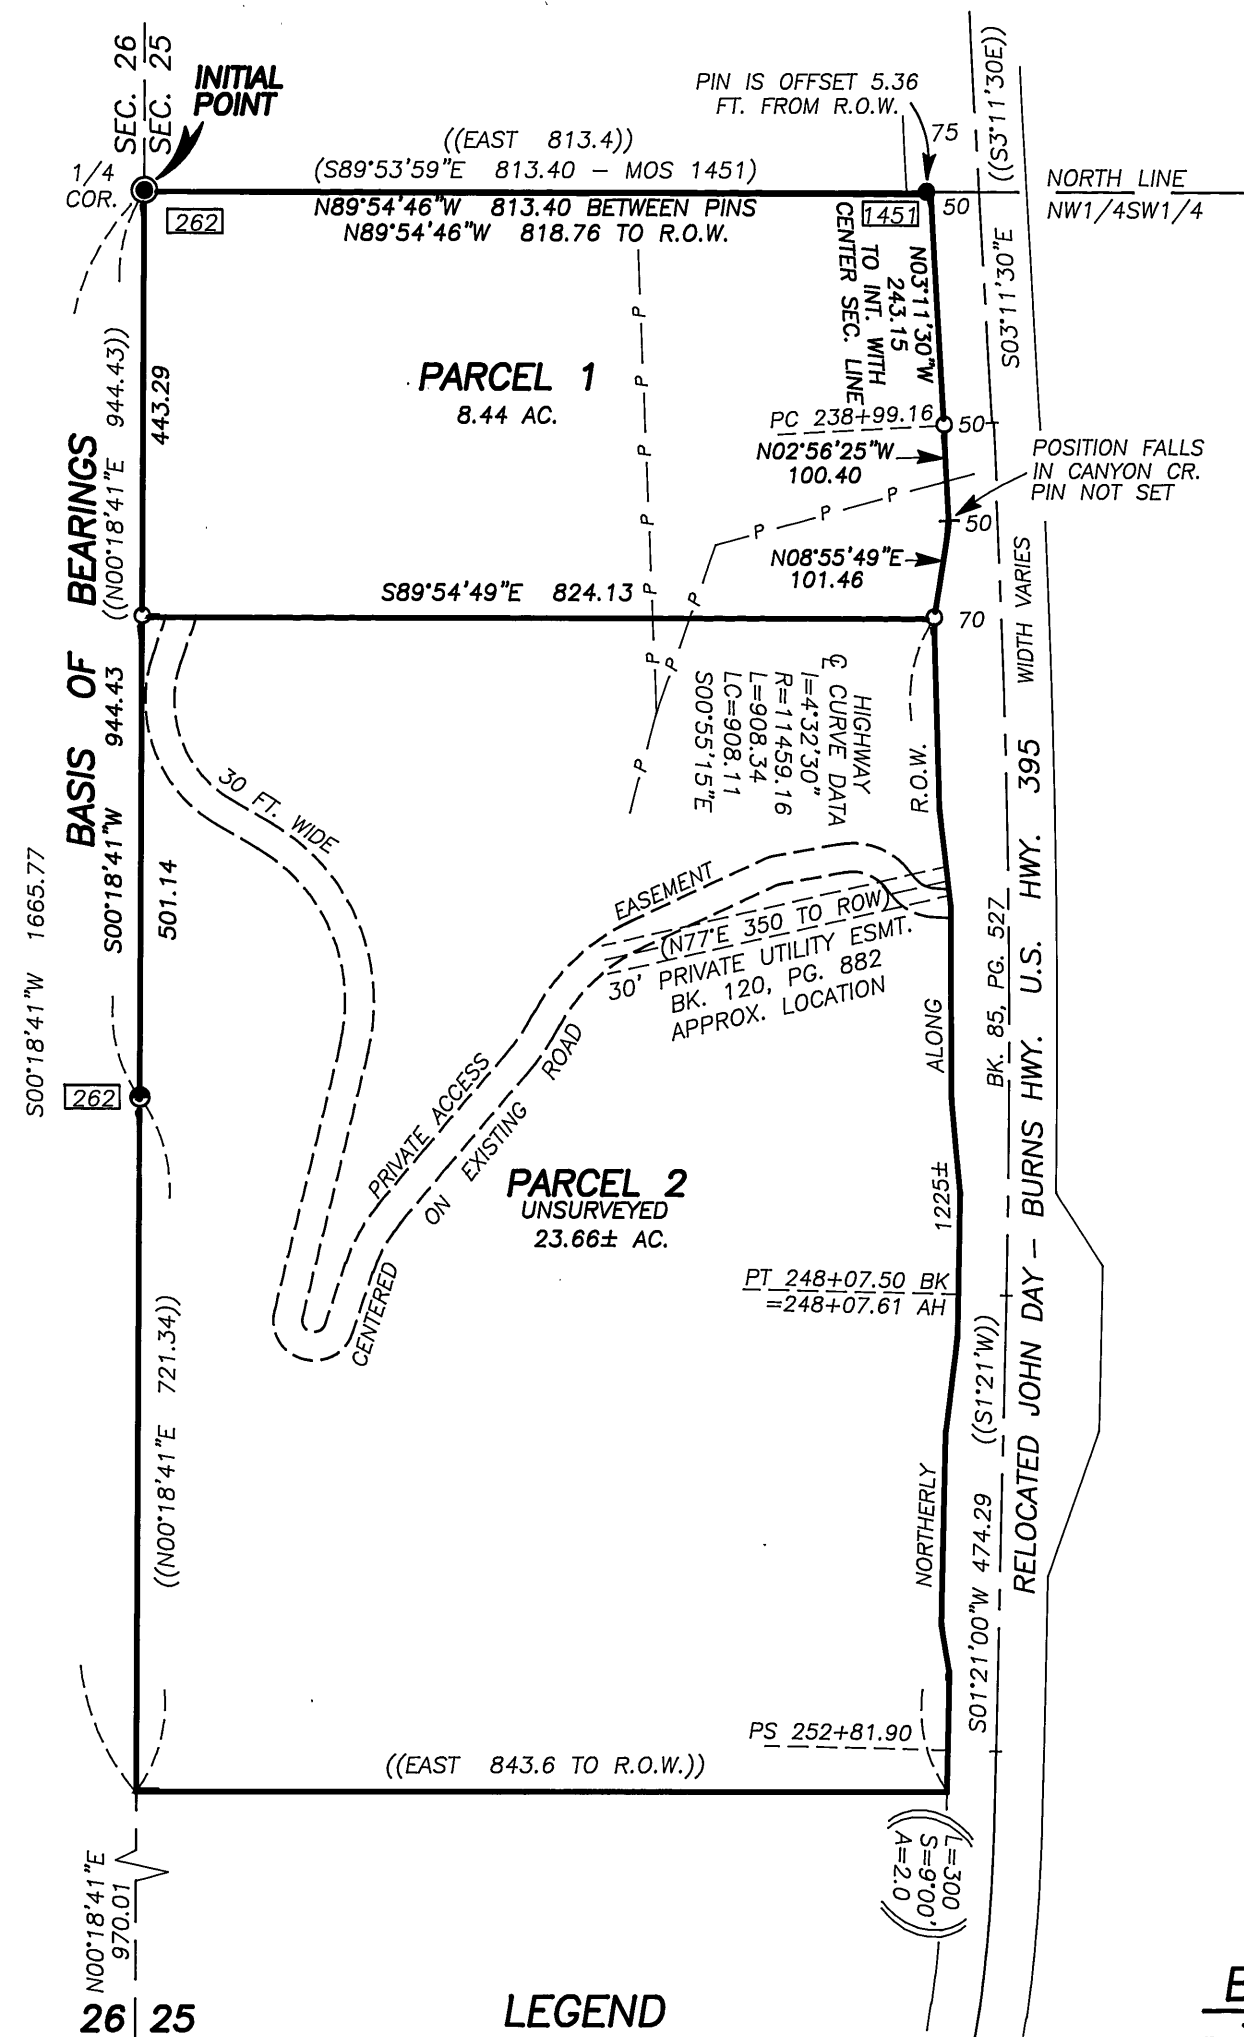 SEC. 26
SEC. 25
INITIAL
POINT
1/4
COR.
262
((EAST 813.4))
(S89°53'59"E 813.40 – MOS 1451)
N89°54'46"W 813.40 BETWEEN PINS
N89°54'46"W 818.76 TO R.O.W.
PIN IS OFFSET 5.36
FT. FROM R.O.W.
75
1451
50
((S3°11'30E))
NORTH LINE
NW1/4SW1/4
S03°11'30"E
N03°11'30"W
243.15
TO INT. WITH
CENTER SEC. LINE
PARCEL 1
8.44 AC.
443.29
((N00°18'41"E 944.43))
BASIS OF BEARINGS
S00°18'41"W 944.43
PC 238+99.16
50
N02°56'25"W
100.40
POSITION FALLS
IN CANYON CR.
PIN NOT SET
50
N08°55'49"E
101.46
P
P
P
P
P
P
P
P
P
P
P
S89°54'49"E 824.13
70
WIDTH VARIES
HIGHWAY
℄ CURVE DATA
I=4°32'30"
R=11459.16
L=908.34
LC=908.11
S00°55'15"E
R.O.W.
30 FT. WIDE
EASEMENT
(N77°E 350 TO ROW)
30' PRIVATE UTILITY ESMT.
BK. 120, PG. 882
APPROX. LOCATION
501.14
S00°18'41"W 1665.77
262
PRIVATE ACCESS
ON EXISTING ROAD
CENTERED
ALONG
BK. 85, PG. 527
RELOCATED JOHN DAY – BURNS HWY. U.S. HWY. 395
PARCEL 2
UNSURVEYED
23.66± AC.
1225±
PT 248+07.50 BK
=248+07.61 AH
((S1°21'W))
((N00°18'41"E 721.34))
NORTHERLY
S01°21'00"W 474.29
PS 252+81.90
((EAST 843.6 TO R.O.W.))
((L=300
S=9°00'
A=2.0))
N00°18'41"E
970.01
26 25
LEGEND